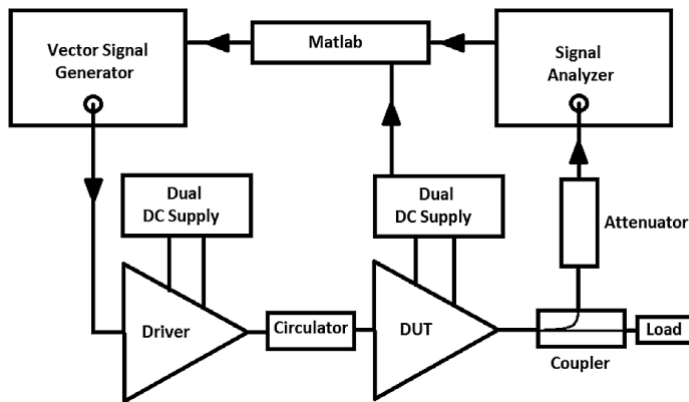 Vector Signal
Generator
Matlab
Signal
Analyzer
Dual
DC Supply
Dual
DC Supply
Attenuator
Driver
Circulator
DUT
Load
Coupler